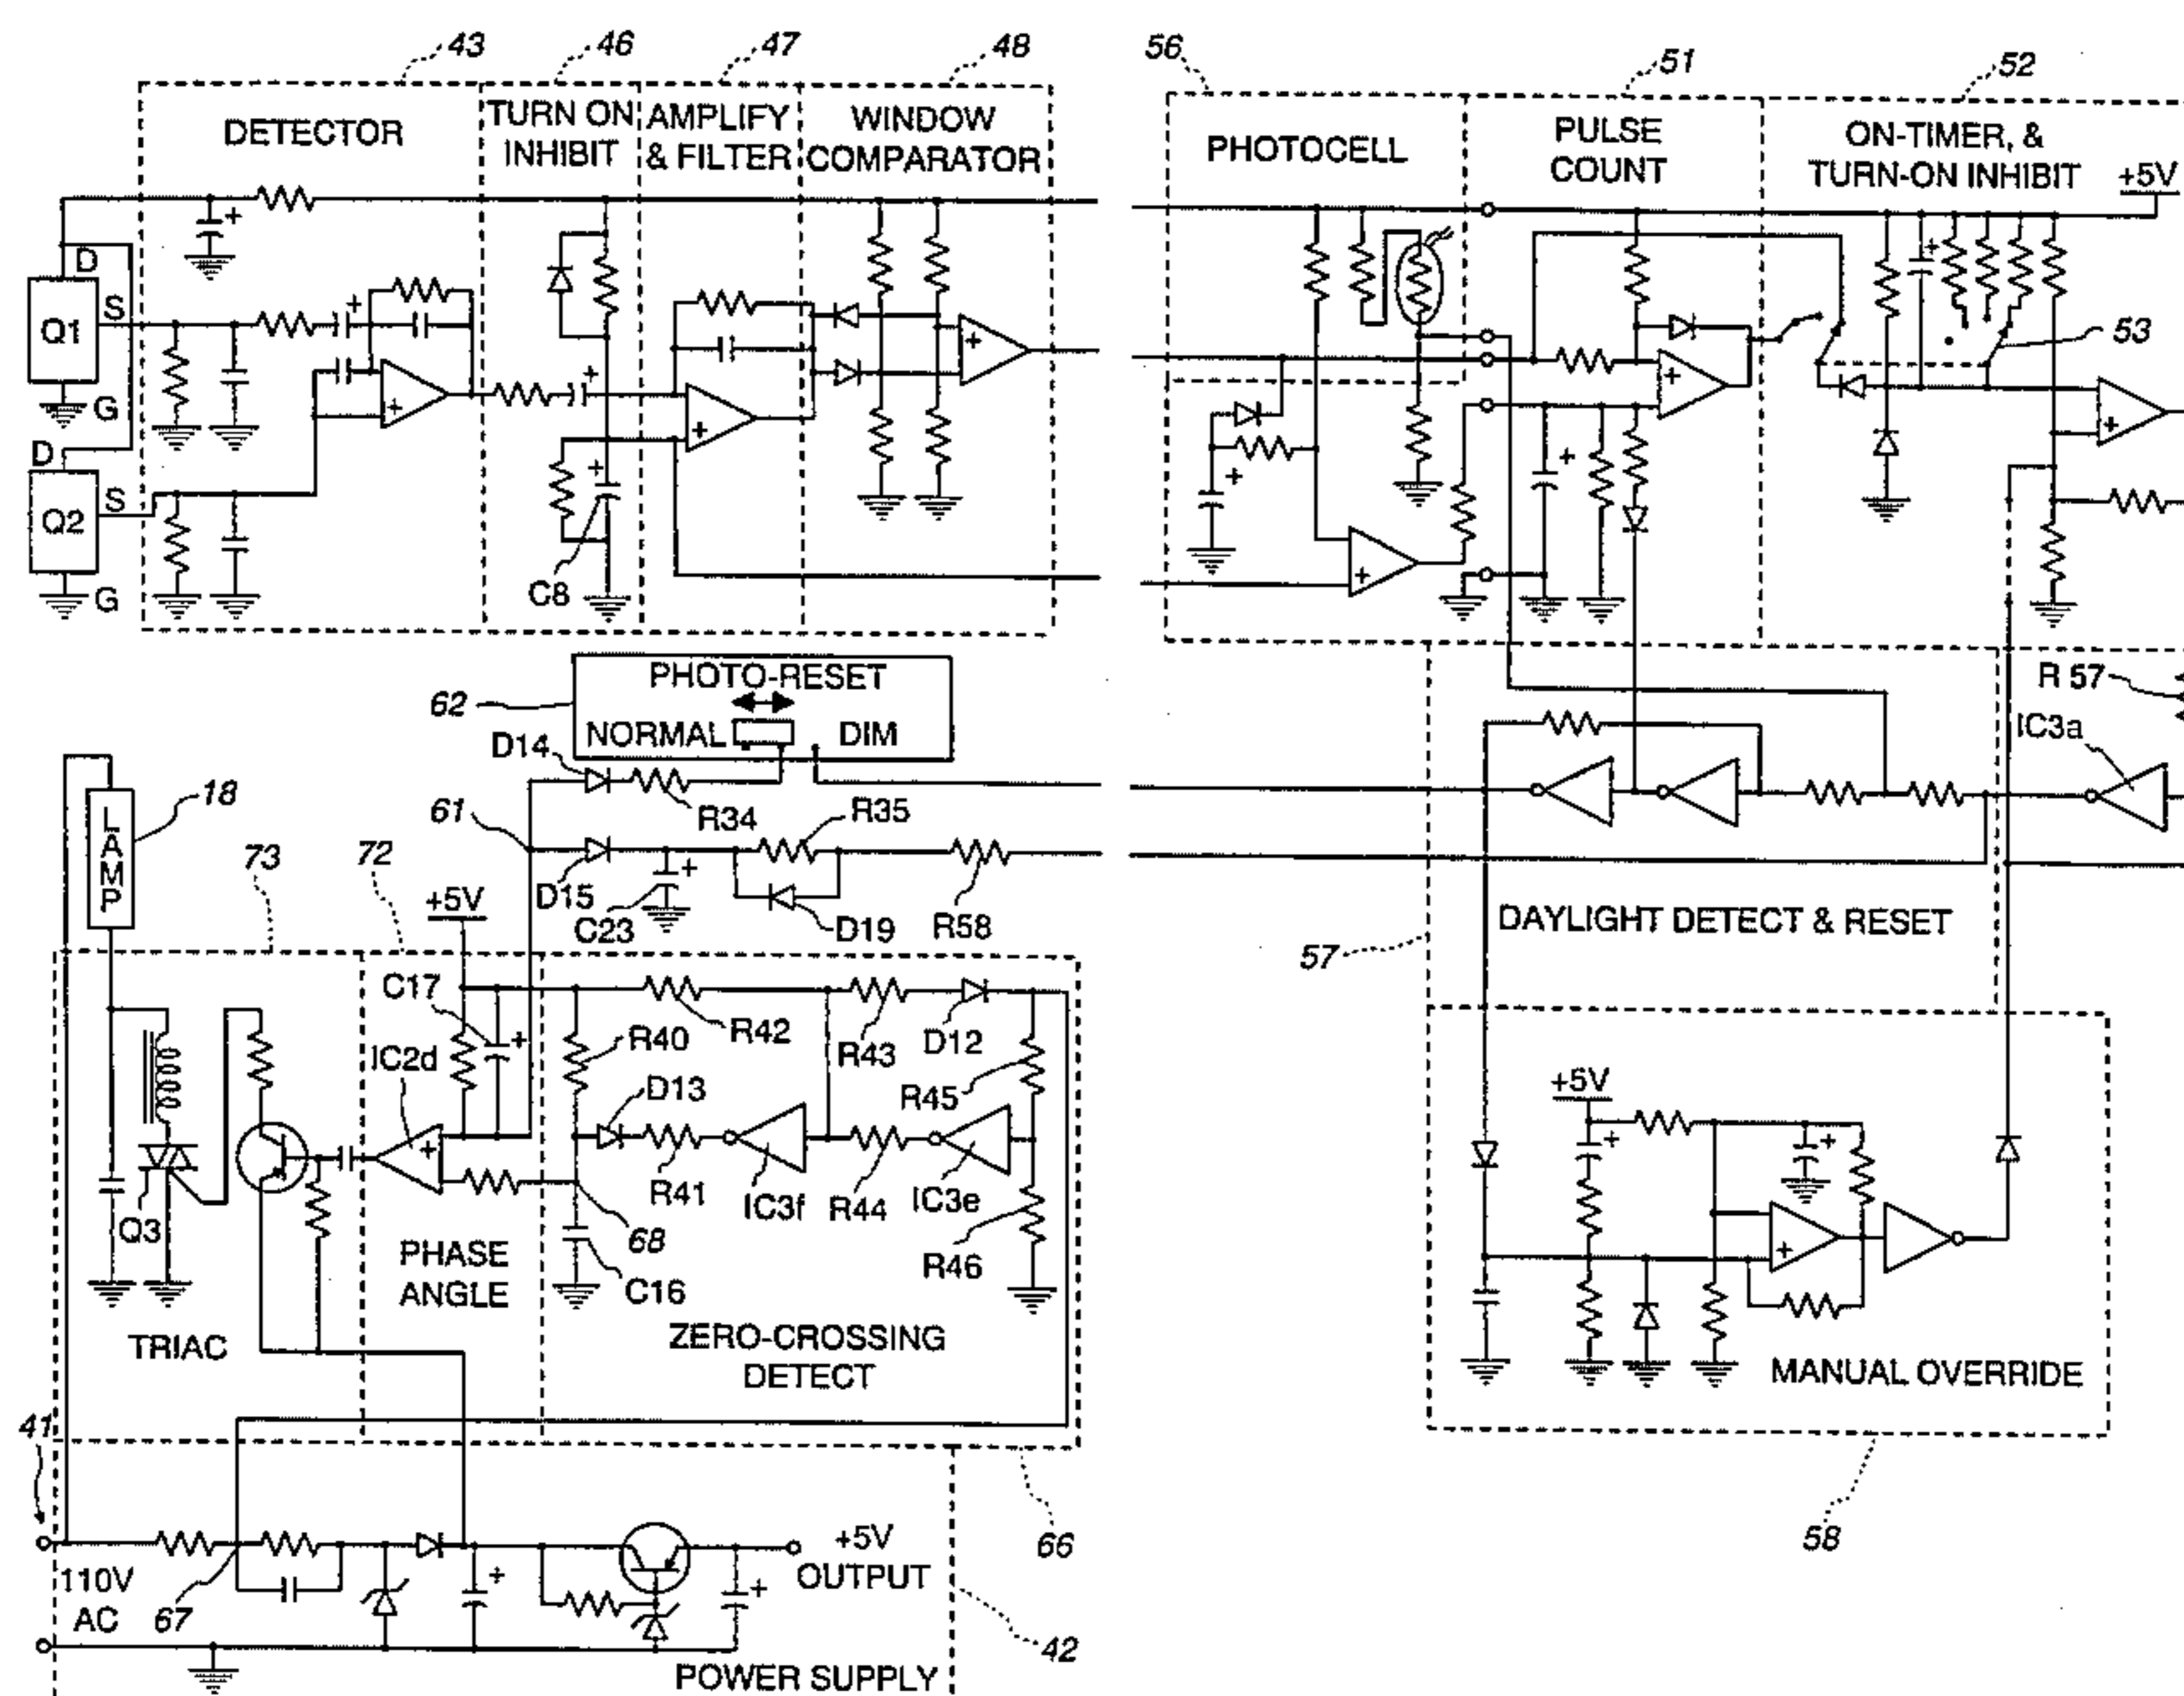 43
46
47
48
56
51
52
DETECTOR
TURN ON
INHIBIT
AMPLIFY
& FILTER
WINDOW
COMPARATOR
PHOTOCELL
PULSE
COUNT
ON-TIMER, &
TURN-ON INHIBIT
+5V
+
D
Q1
S
G
+
+
D
Q2
S
G
+
+
C8
+
+
+
+
+
+
+
+
53
+
62
PHOTO-RESET
NORMAL
DIM
D14
R34
61
R35
D15
+
C23
D19
R58
18
LAMP
73
72
+5V
R 57
IC3a
DAYLIGHT DETECT & RESET
57
C17
+
IC2d
+
R40
R42
R43
D12
R45
D13
R41
IC3f
R44
IC3e
R46
68
C16
Q3
TRIAC
PHASE
ANGLE
ZERO-CROSSING
DETECT
+5V
+
+
+
MANUAL OVERRIDE
58
66
41
110V
AC
67
+
+
+5V
OUTPUT
42
POWER SUPPLY